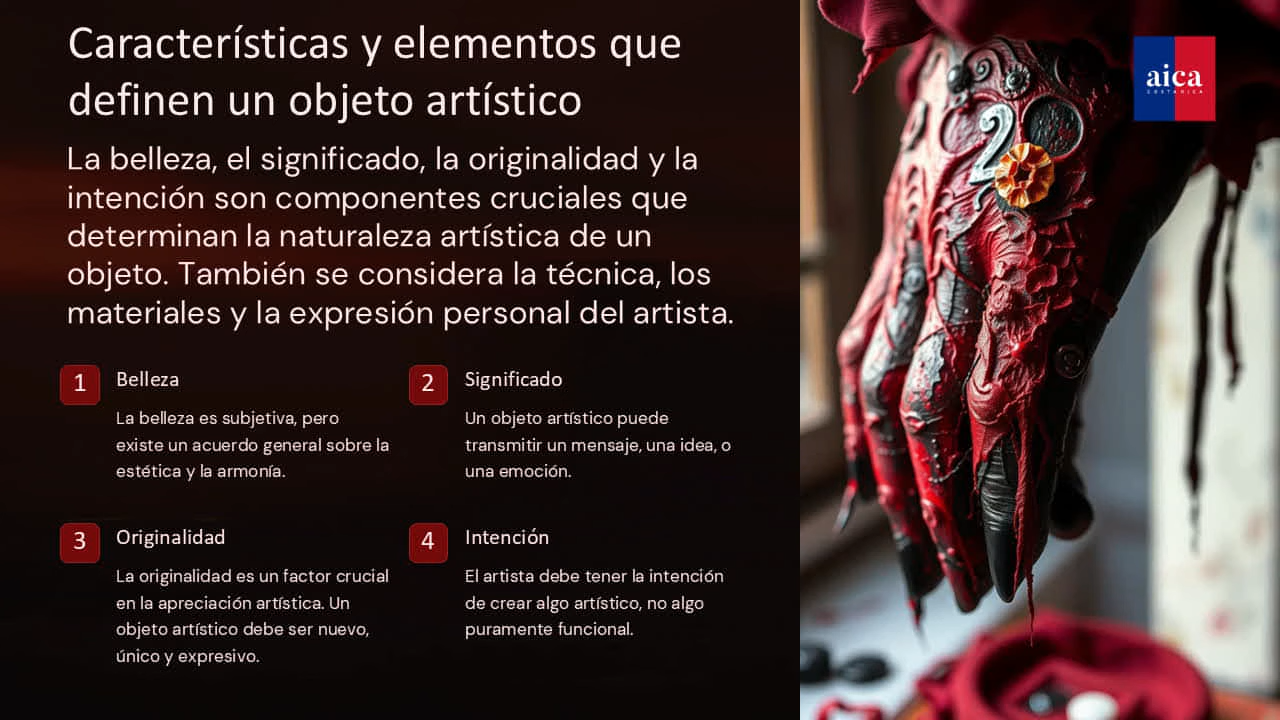 Características y elementos que
definen un objeto artístico
La belleza, el significado, la originalidad y la
intención son componentes cruciales que
determinan la naturaleza artística de un
objeto. También se considera la técnica, los
materiales y la expresión personal del artista.
1 Belleza
La belleza es subjetiva, pero
existe un acuerdo general sobre la
estética y la armonía.
2 Significado
Un objeto artístico puede
transmitir un mensaje, una idea, o
una emoción.
3 Originalidad
La originalidad es un factor crucial
en la apreciación artística. Un
objeto artístico debe ser nuevo,
único y expresivo.
4 Intención
El artista debe tener la intención
de crear algo artístico, no algo
puramente funcional.
2
aica
COSTA RICA